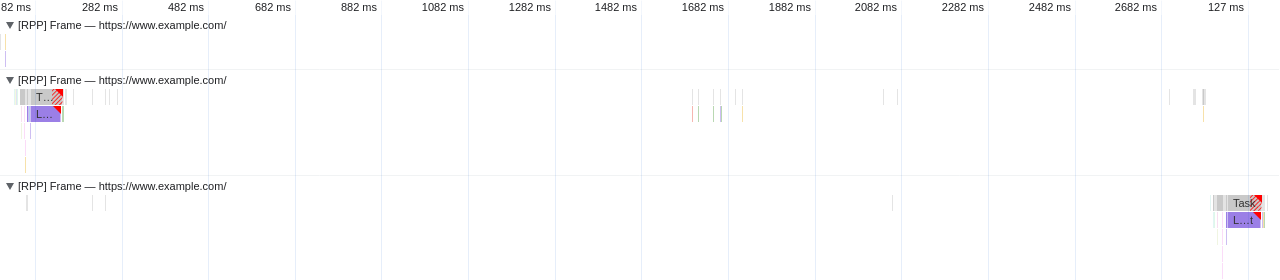 82 ms 282 ms 482 ms 682 ms 882 ms 1082 ms 1282 ms 1482 ms 1682 ms 1882 ms 2082 ms 2282 ms 2482 ms 2682 ms 127 ms
[RPP] Frame — https://www.example.com/
[RPP] Frame — https://www.example.com/
T…
L…
[RPP] Frame — https://www.example.com/
Task
L…t